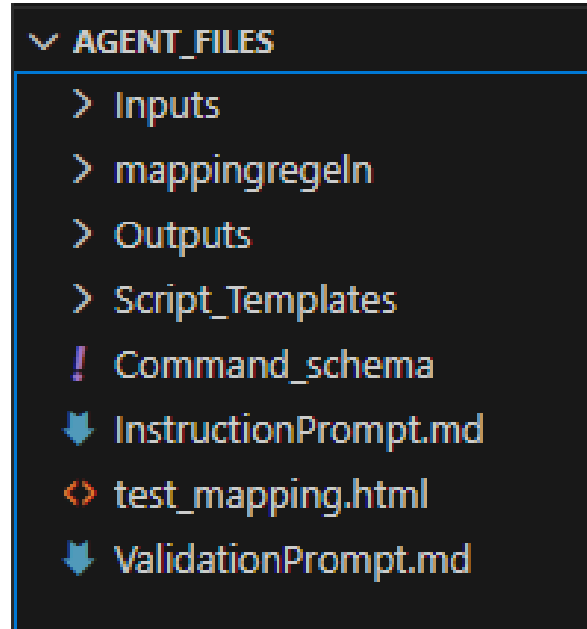 AGENT_FILES
Inputs
mappingregeln
Outputs
Script_Templates
! Command_schema
InstructionPrompt.md
<> test_mapping.html
ValidationPrompt.md